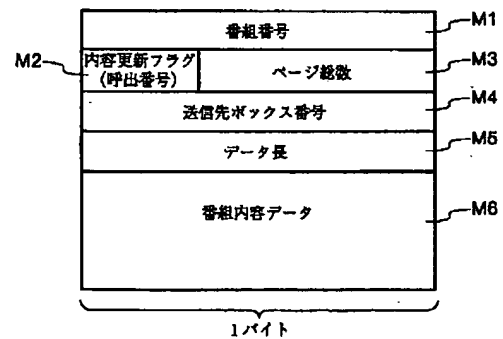 番組番号
M1
M2
内容更新フラグ
(呼出番号)
ページ総数
M3
送信先ボックス番号
M4
データ長
M5
番組内容データ
M6
1バイト